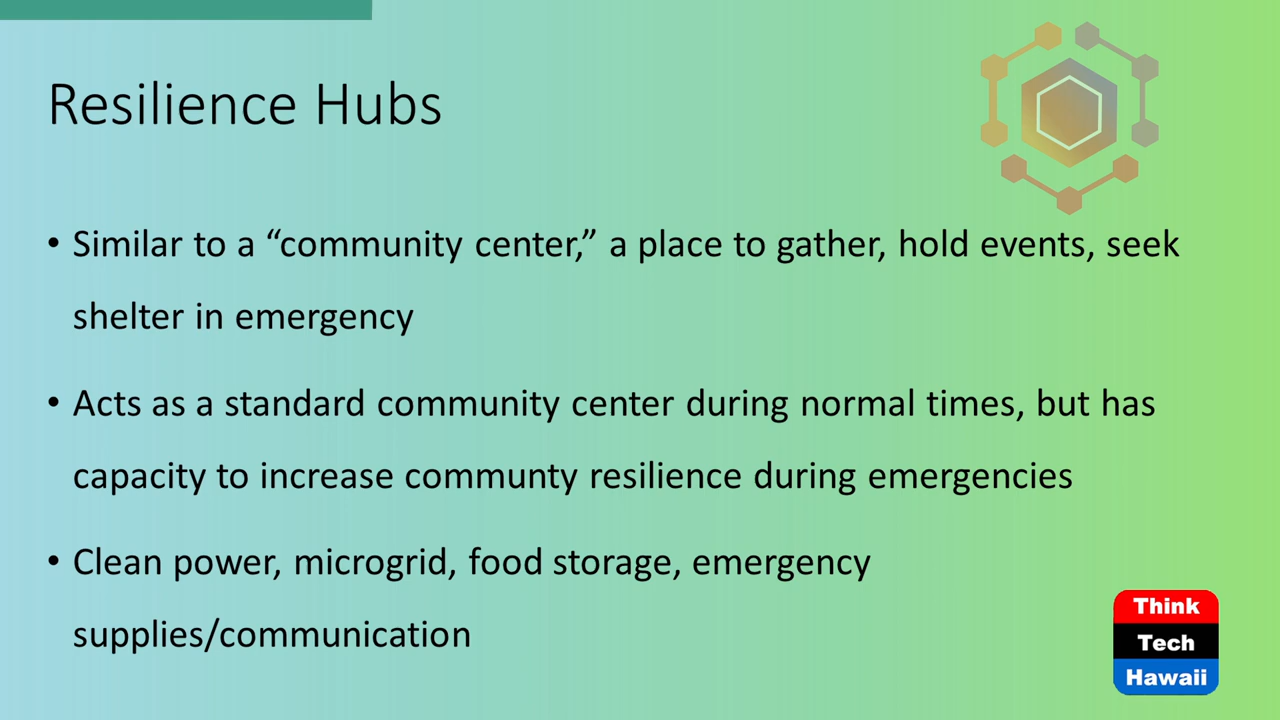 Resilience Hubs
• Similar to a “community center,” a place to gather, hold events, seek
shelter in emergency
• Acts as a standard community center during normal times, but has
capacity to increase communty resilience during emergencies
• Clean power, microgrid, food storage, emergency
supplies/communication
Think
Tech
Hawaii